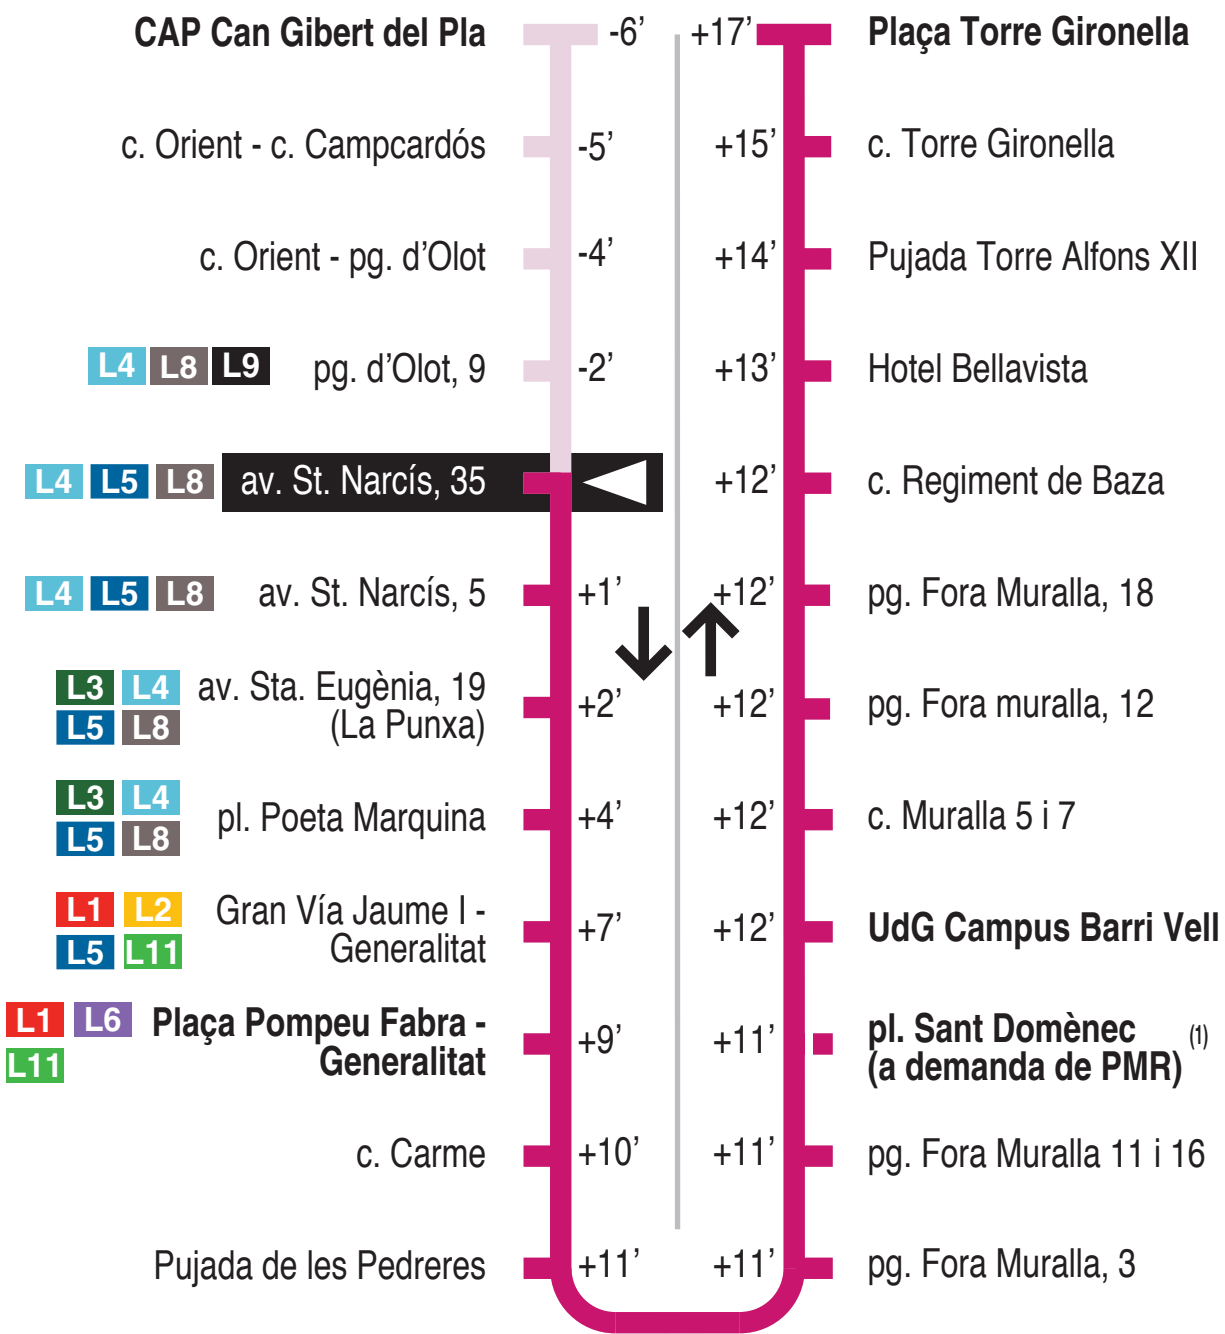 CAP Can Gibert del Pla -6’
c. Orient - c. Campcardós -5’
c. Orient - pg. d’Olot -4’
L4 L8 L9 pg. d’Olot, 9 -2’
L4 L5 L8 av. St. Narcís, 35
L4 L5 L8 av. St. Narcís, 5 +1’
L3 L4 av. Sta. Eugènia, 19
L5 L8 (La Punxa) +2’
L3 L4
L5 L8 pl. Poeta Marquina +4’
L1 L2 Gran Vía Jaume I -
L5 L11 Generalitat +7’
L1 L6 Plaça Pompeu Fabra -
L11 Generalitat +9’
c. Carme +10’
Pujada de les Pedreres +11’
+17’ Plaça Torre Gironella
+15’ c. Torre Gironella
+14’ Pujada Torre Alfons XII
+13’ Hotel Bellavista
+12’ c. Regiment de Baza
+12’ pg. Fora Muralla, 18
+12’ pg. Fora muralla, 12
+12’ c. Muralla 5 i 7
+12’ UdG Campus Barri Vell
+11’ pl. Sant Domènec (1)
(a demanda de PMR)
+11’ pg. Fora Muralla 11 i 16
+11’ pg. Fora Muralla, 3